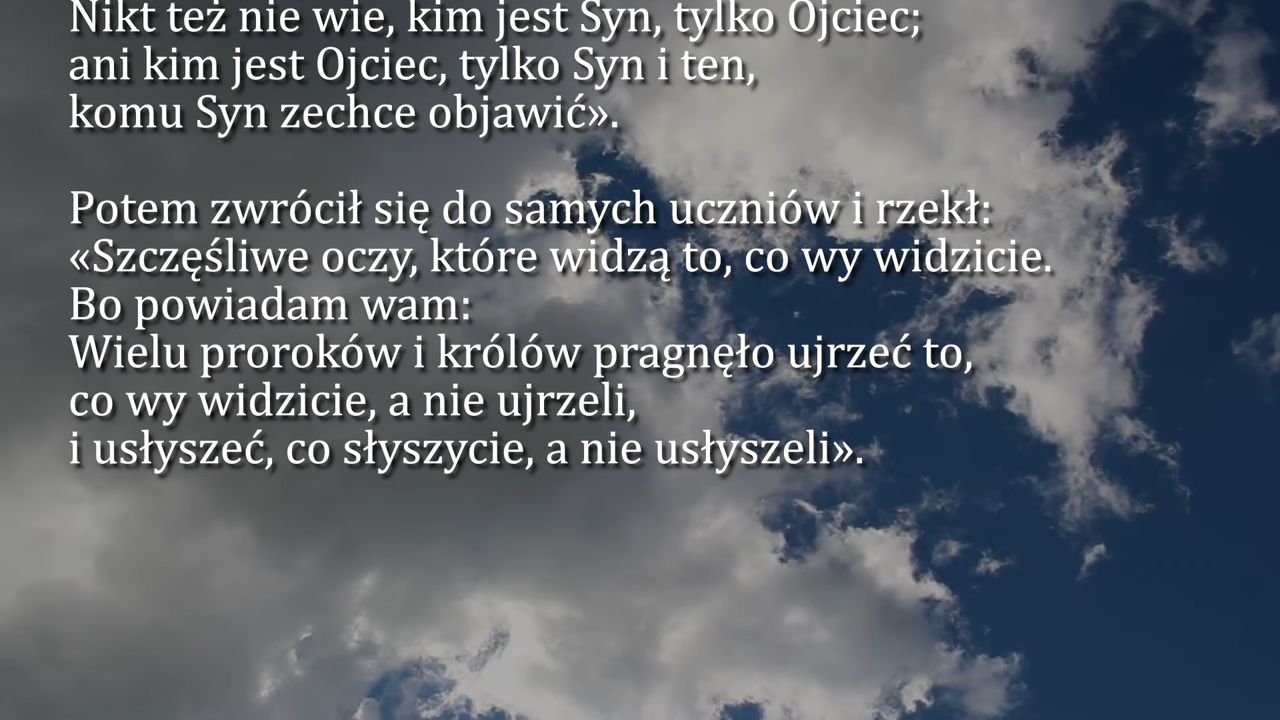 Nikt też nie wie, kim jest Syn, tylko Ojciec;
ani kim jest Ojciec, tylko Syn i ten,
komu Syn zechce objawić».
Potem zwrócił się do samych uczniów i rzekł:
«Szczęśliwe oczy, które widzą to, co wy widzicie.
Bo powiadam wam:
Wielu proroków i królów pragnęło ujrzeć to,
co wy widzicie, a nie ujrzeli,
i usłyszeć, co słyszycie, a nie usłyszeli».